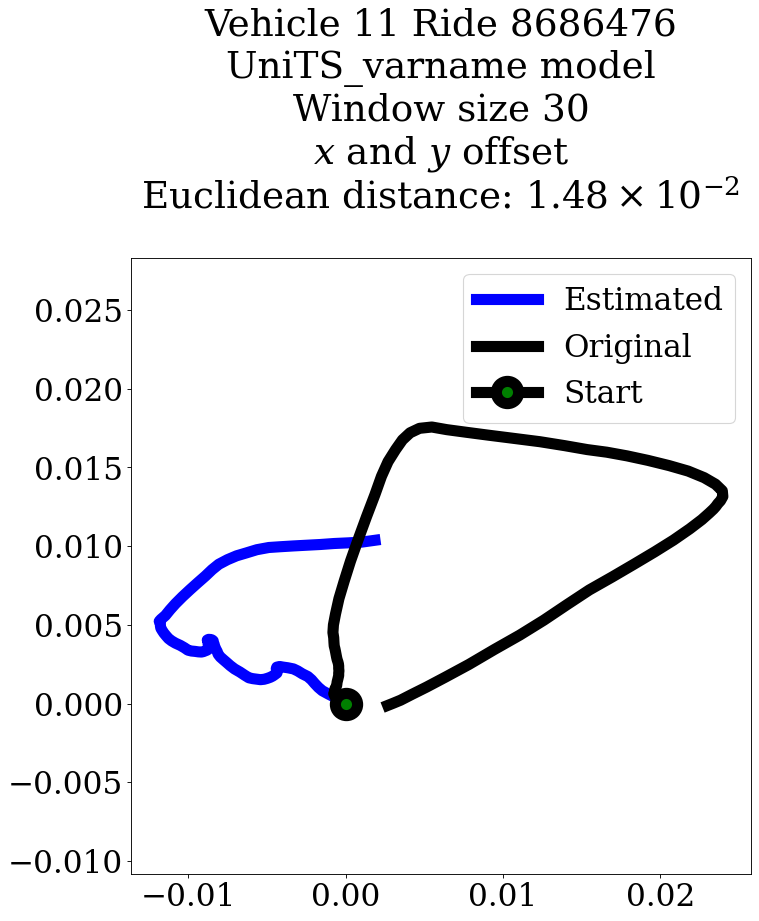 Vehicle 11 Ride 8686476
UniTS_varname model
Window size 30
x and y offset
Euclidean distance: 1.48 × 10⁻²
Estimated
Original
Start
0.025
0.020
0.015
0.010
0.005
0.000
−0.005
−0.010
−0.01 0.00 0.01 0.02